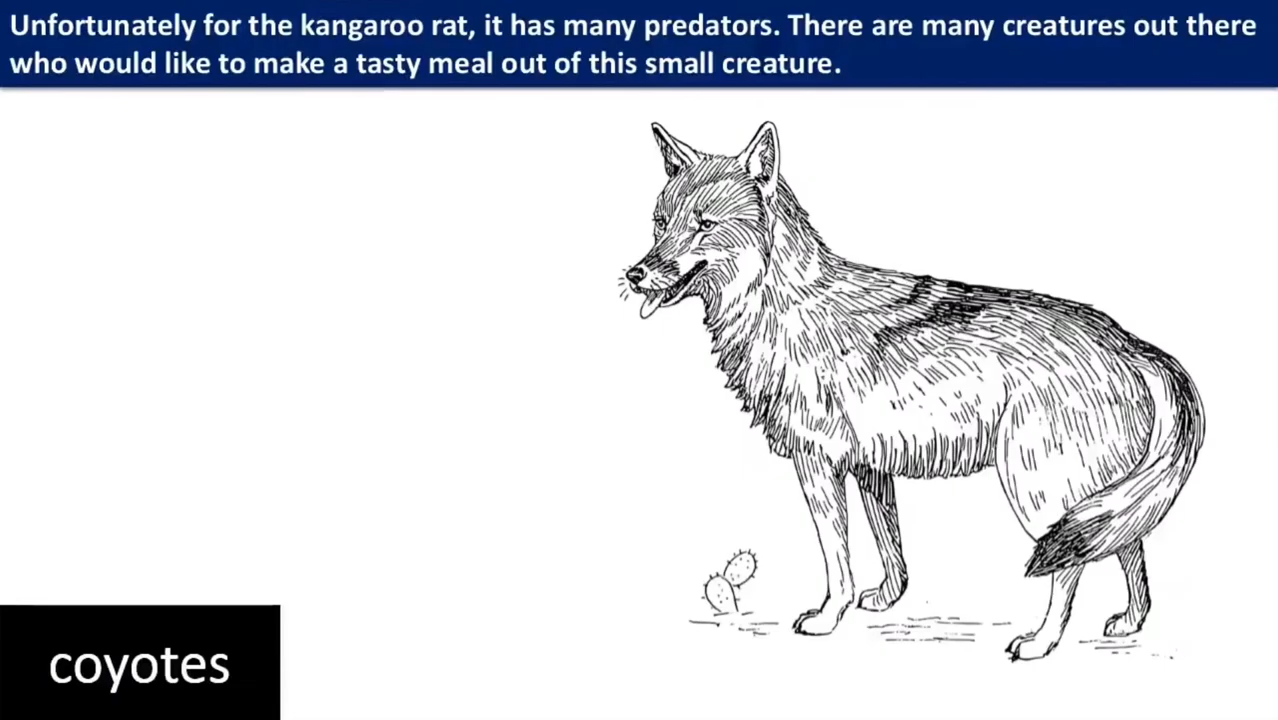 Unfortunately for the kangaroo rat, it has many predators. There are many creatures out there
who would like to make a tasty meal out of this small creature.
coyotes